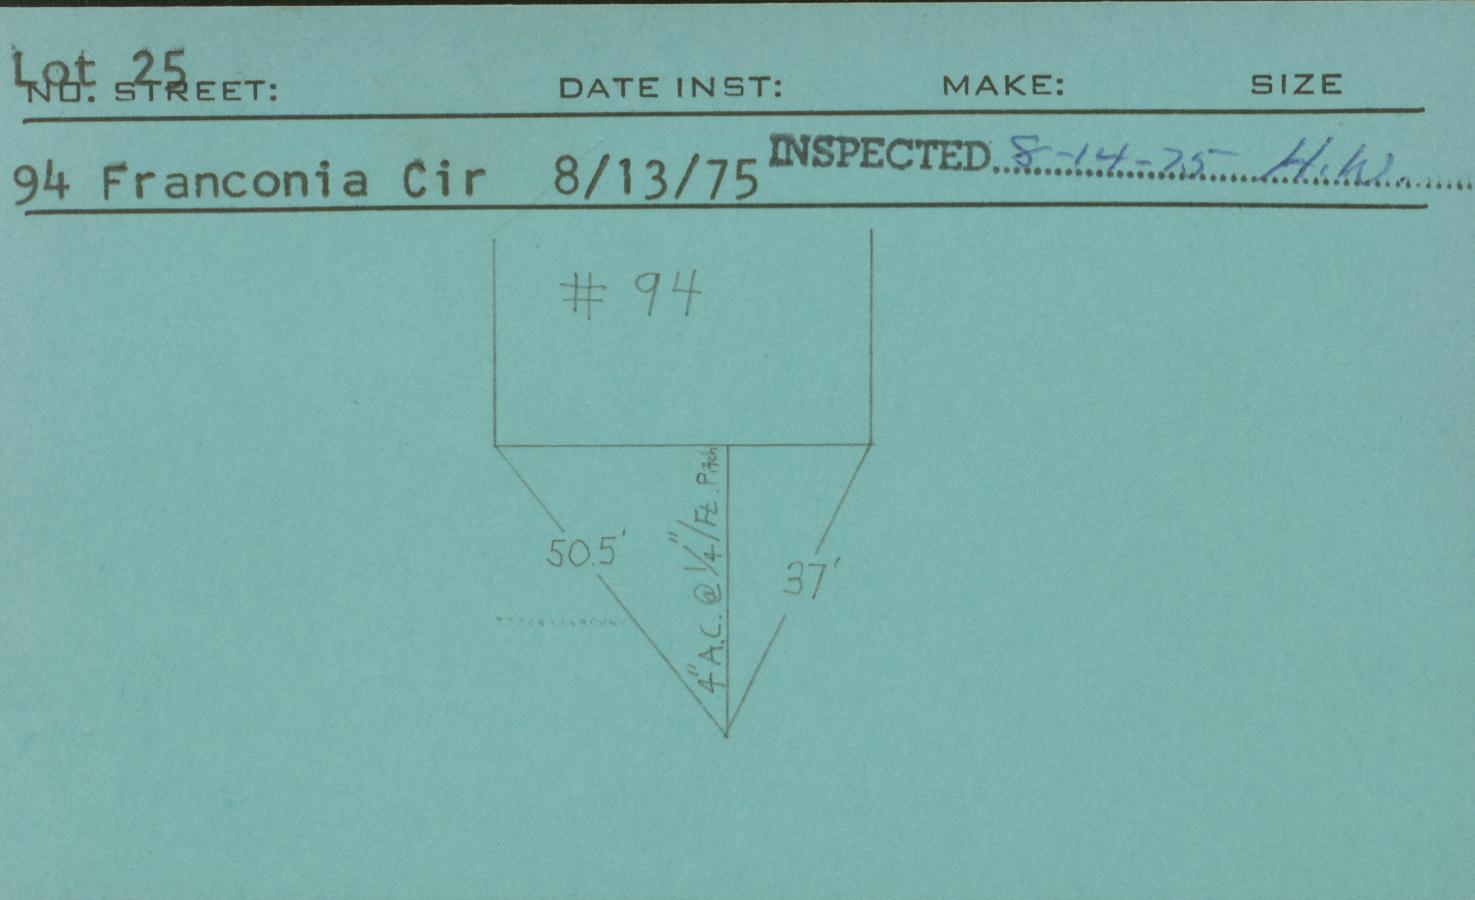 Lot 25
NO. STREET: DATE INST: MAKE: SIZE
94 Franconia Cir 8/13/75 INSPECTED 8-14-75 H.W.
# 94
50.5'
4" A.C. @ 1/4"/Ft. Pitch
37'